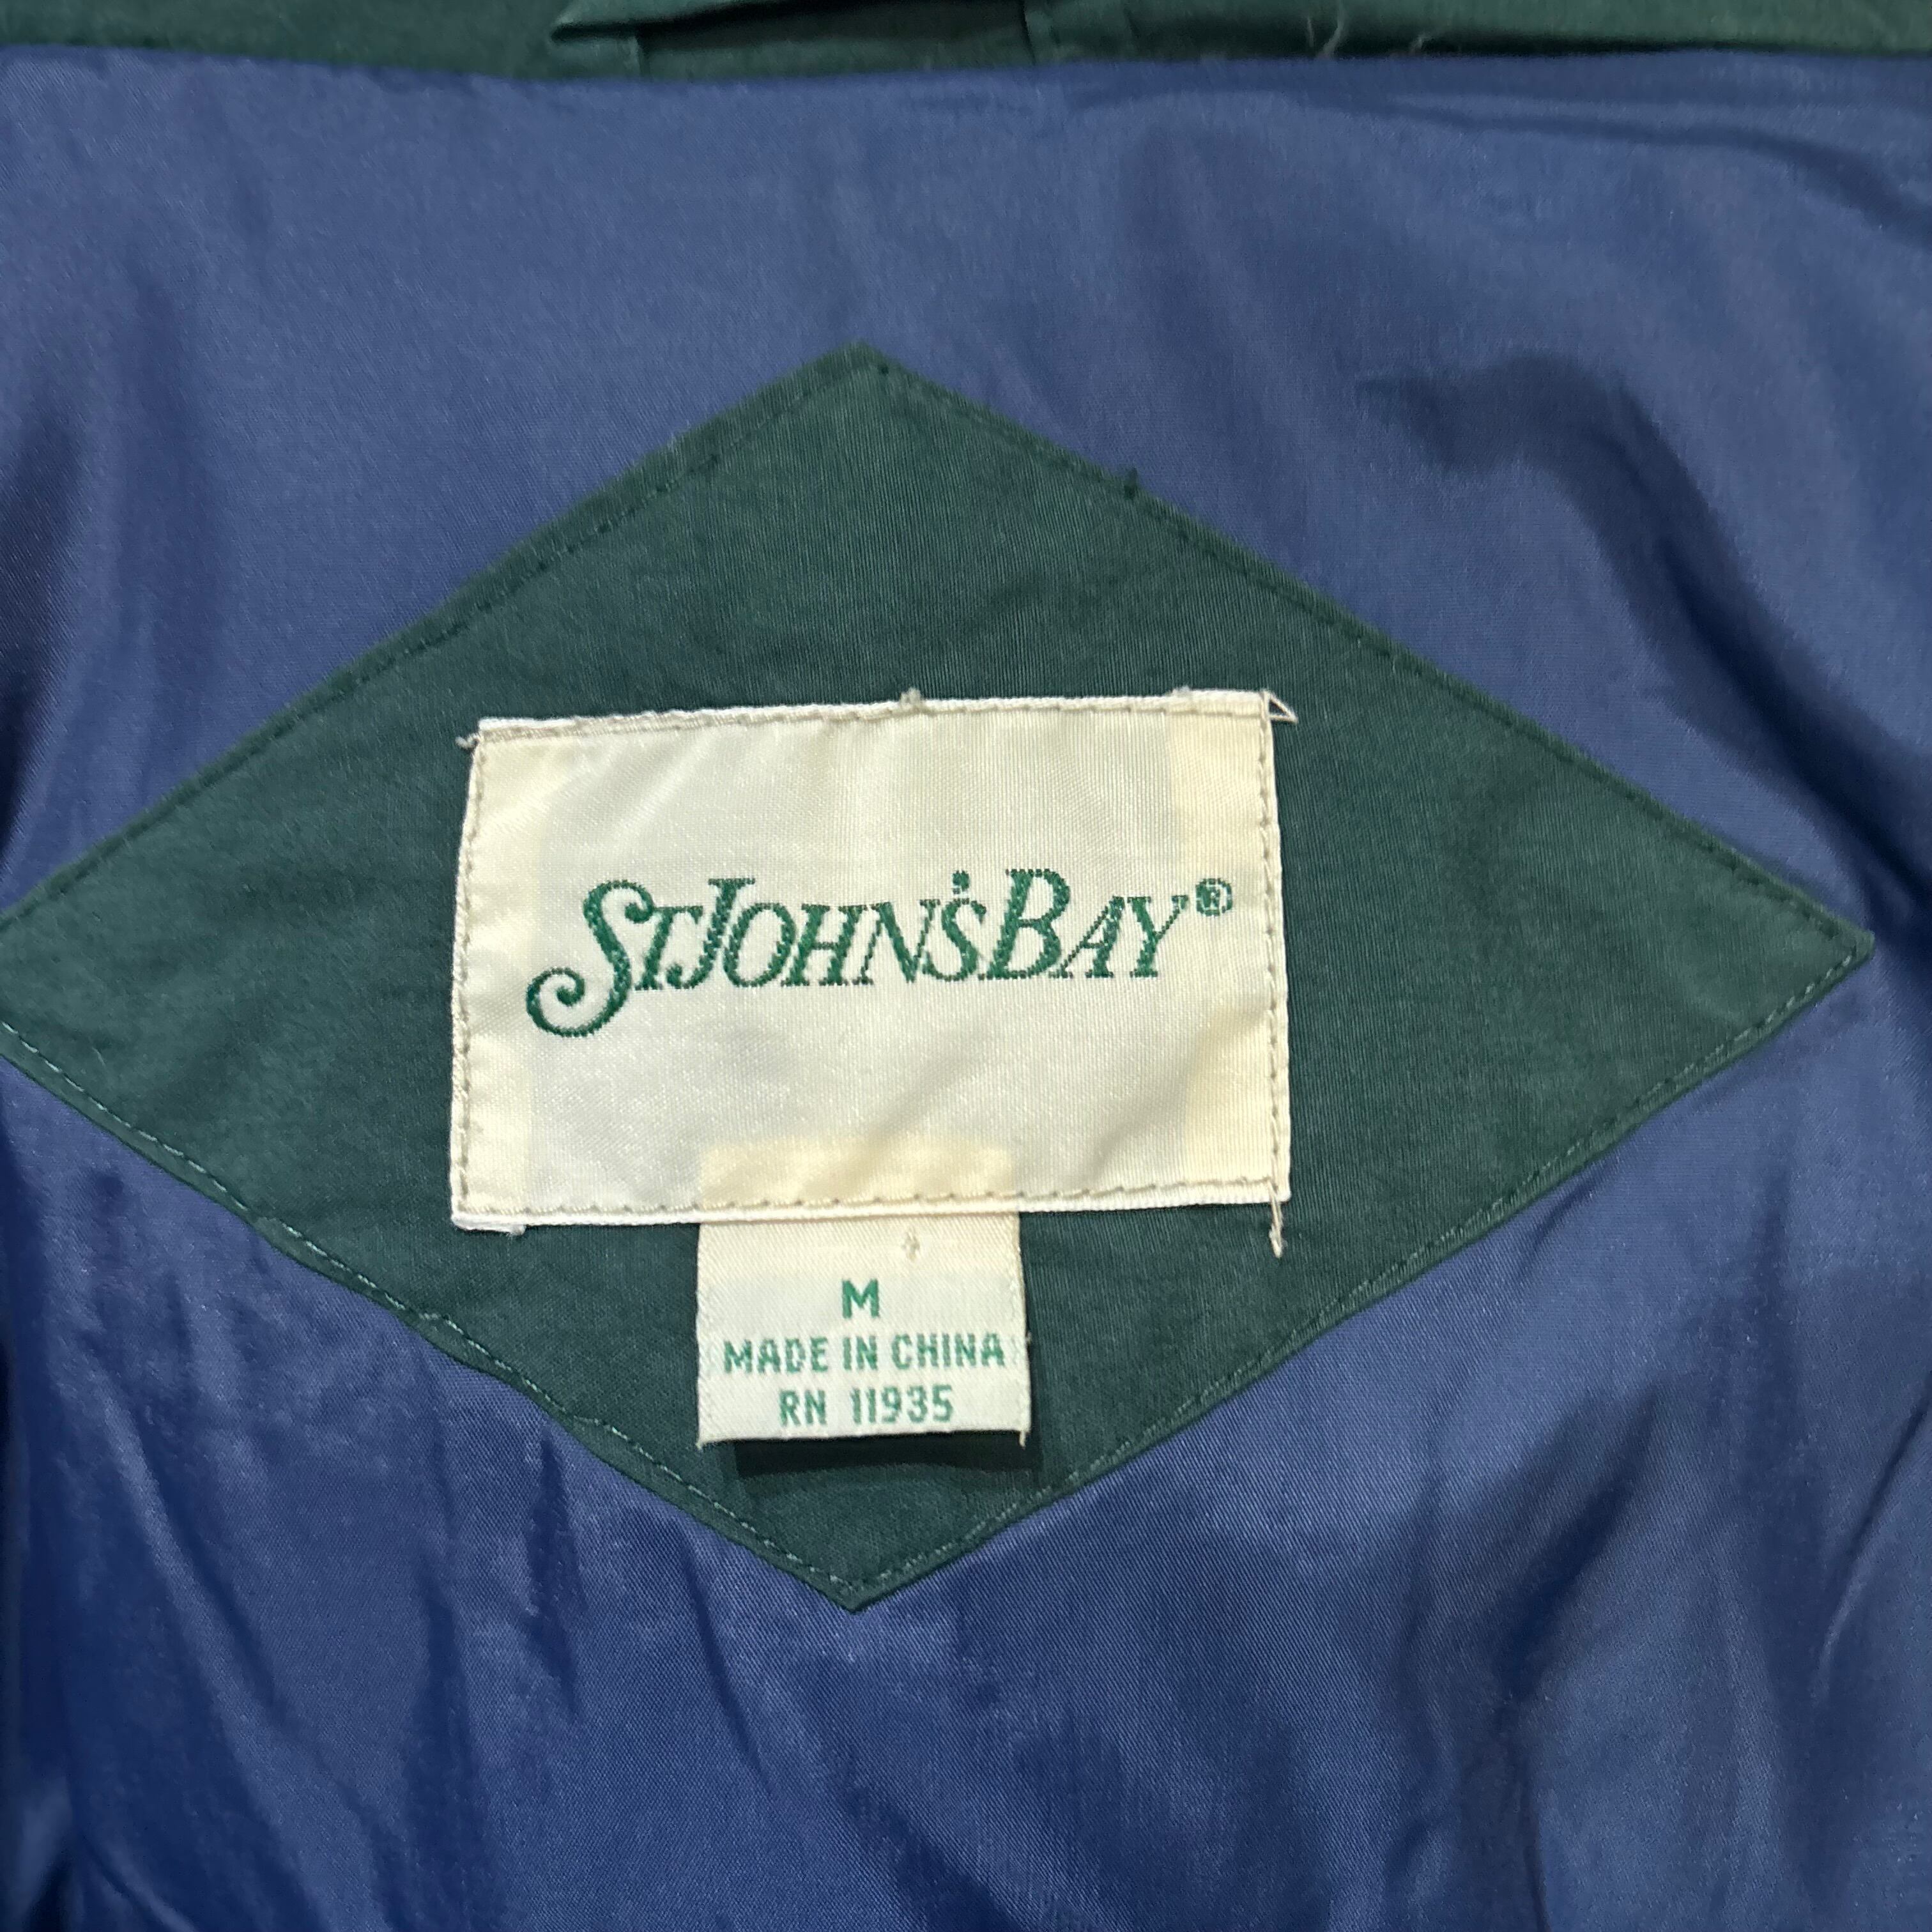 ST JOHN'S BAY®
M
MADE IN CHINA
RN 11935